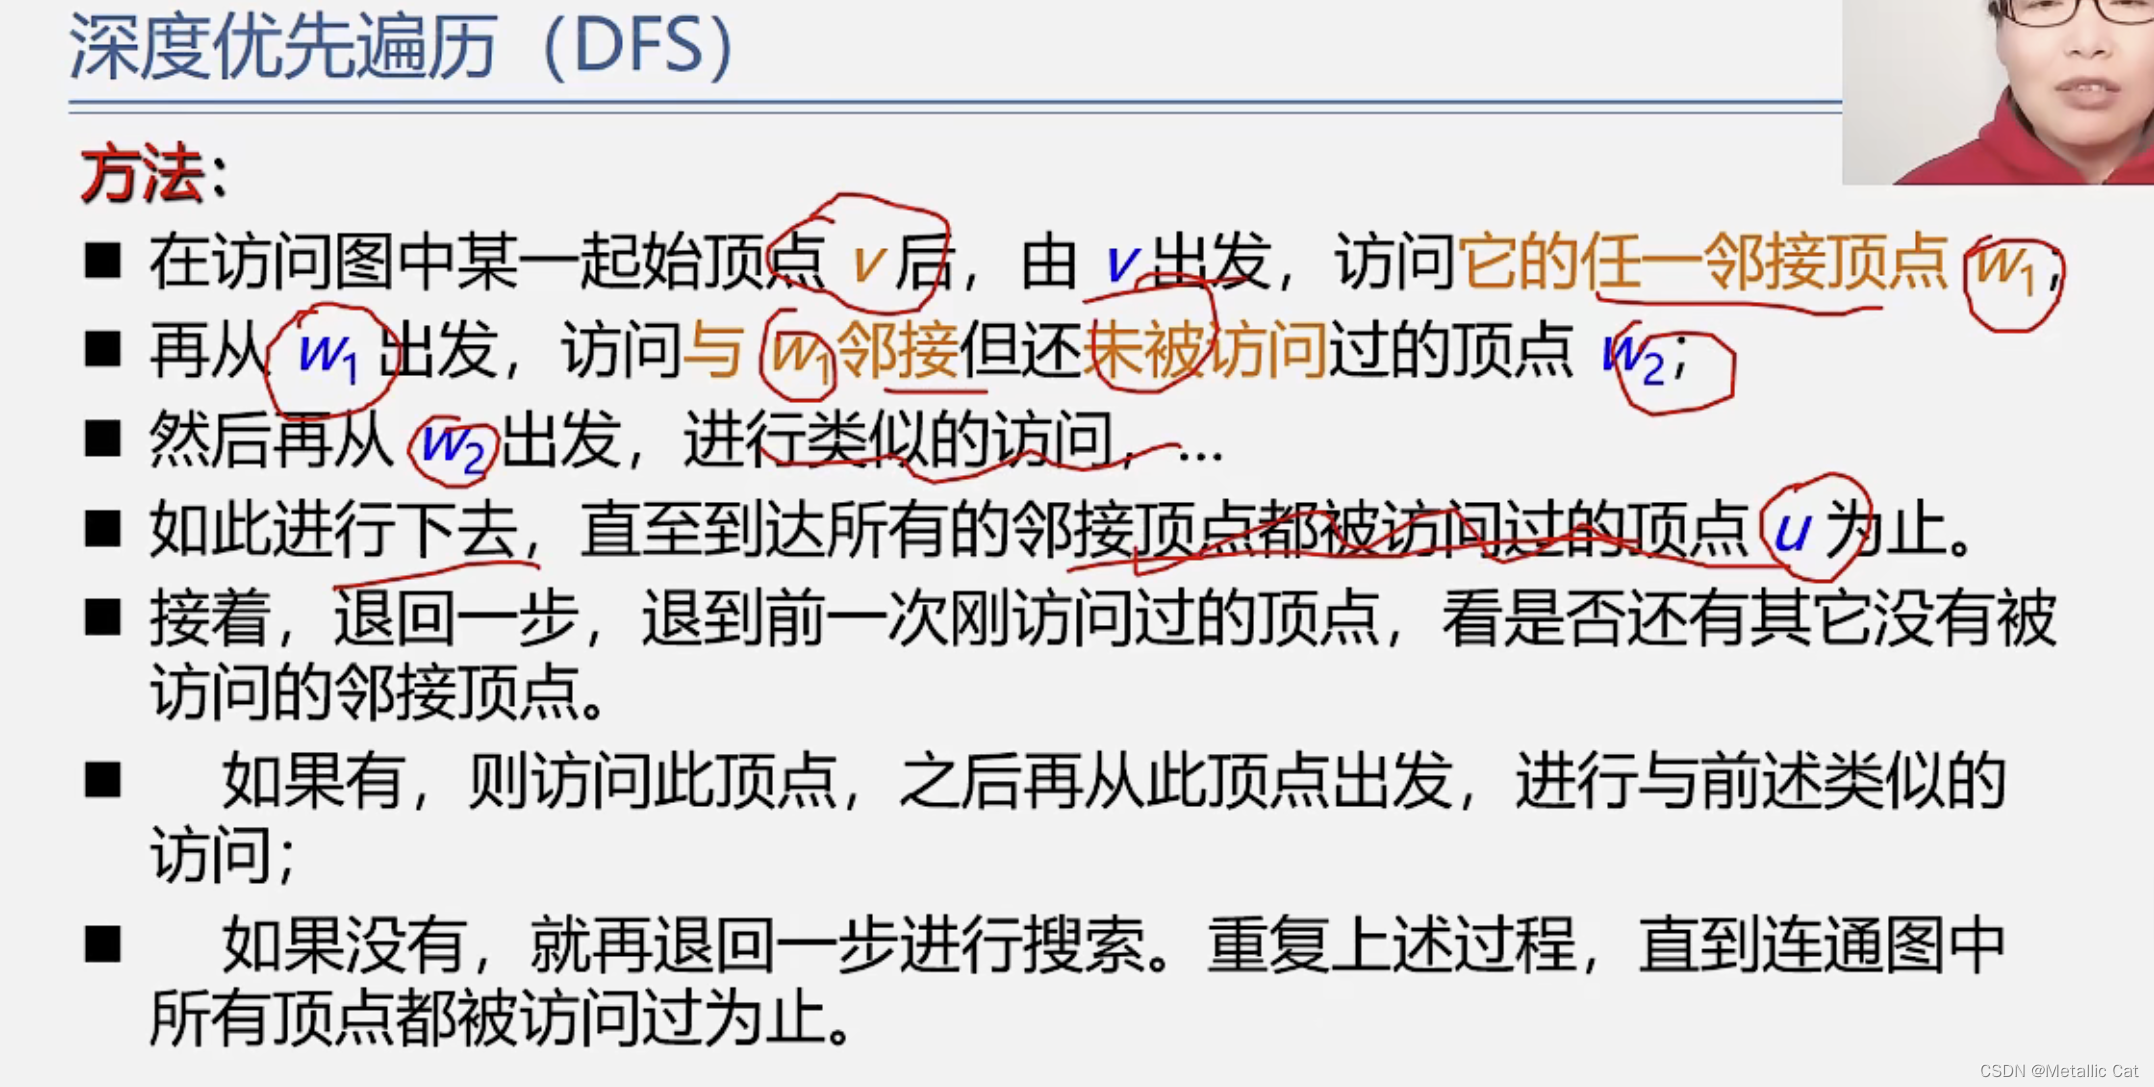 深度优先遍历（DFS）
方法：
■ 在访问图中某一起始顶点 v 后，由 v 出发，访问它的任一邻接顶点 w1；
■ 再从 w1 出发，访问与 w1邻接但还未被访问过的顶点 w2；
■ 然后再从 w2 出发，进行类似的访问，…
■ 如此进行下去，直至到达所有的邻接顶点都被访问过的顶点 u 为止。
■ 接着，退回一步，退到前一次刚访问过的顶点，看是否还有其它没有被
访问的邻接顶点。
■ 如果有，则访问此顶点，之后再从此顶点出发，进行与前述类似的
访问；
■ 如果没有，就再退回一步进行搜索。重复上述过程，直到连通图中
所有顶点都被访问过为止。
CSDN @Metallic Cat